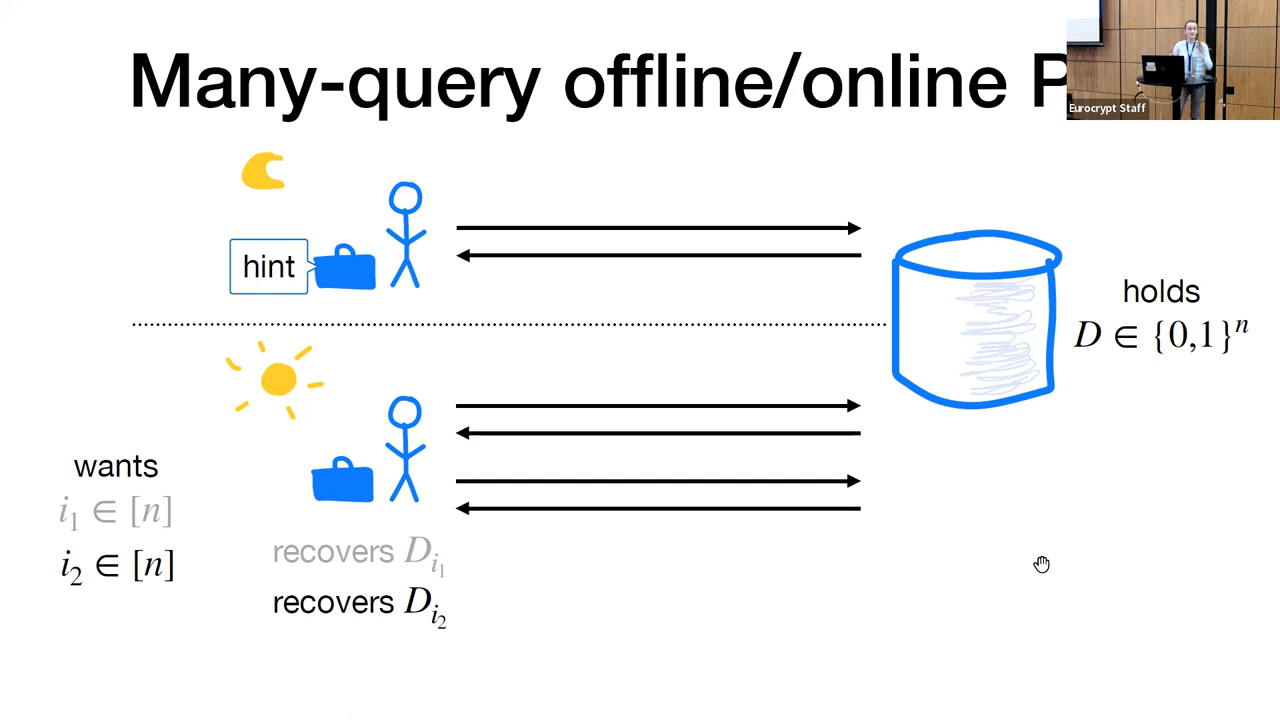 Many-query offline/online P
Eurocrypt Staff
hint
holds
D ∈ {0,1}ⁿ
wants
i₁ ∈ [n]
i₂ ∈ [n]
recovers D_{i₁}
recovers D_{i₂}